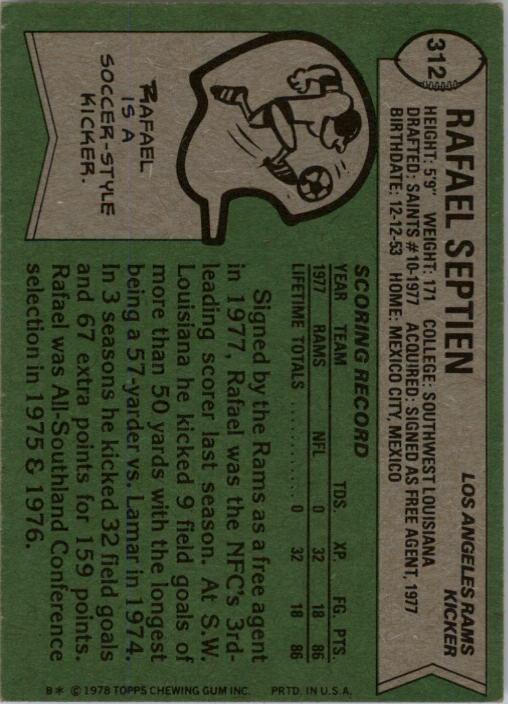 312
RAFAEL SEPTIEN
LOS ANGELES RAMS
KICKER
HEIGHT: 5'9" WEIGHT: 171 COLLEGE: SOUTHWEST LOUISIANA
DRAFTED: SAINTS #10-1977 ACQUIRED: SIGNED AS FREE AGENT, 1977
BIRTHDATE: 12-12-53 HOME: MEXICO CITY, MEXICO
RAFAEL
IS A
SOCCER-STYLE
KICKER.
SCORING RECORD
YEAR TEAM TDS. XP. FG. PTS.
1977 RAMS NFL 0 32 18 86
LIFETIME TOTALS .......... 0 32 18 86
Signed by the Rams as a free agent
in 1977, Rafael was the NFC's 3rd-
leading scorer last season. At S.W.
Louisiana he kicked 9 field goals of
more than 50 yards with the longest
being a 57-yarder vs. Lamar in 1974.
In 3 seasons he kicked 32 field goals
and 67 extra points for 159 points.
Rafael was All-Southland Conference
selection in 1975 & 1976.
B* © 1978 TOPPS CHEWING GUM INC. PRTD. IN U.S.A.